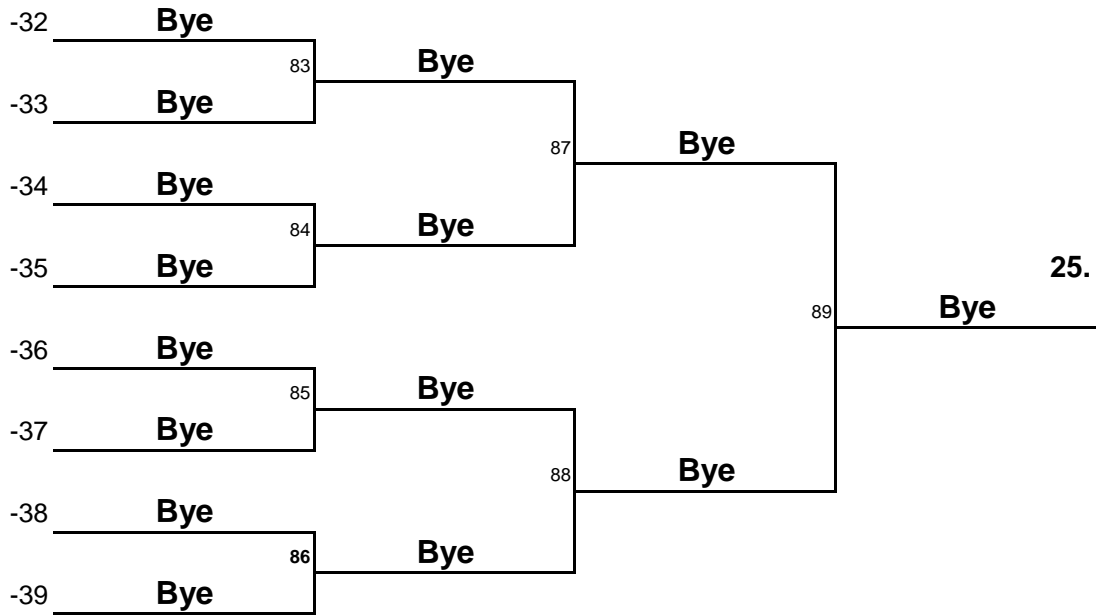 -32 Bye
83 Bye
-33 Bye
87 Bye
-34 Bye
84 Bye
-35 Bye
25.
89 Bye
-36 Bye
85 Bye
-37 Bye
88 Bye
-38 Bye
86 Bye
-39 Bye